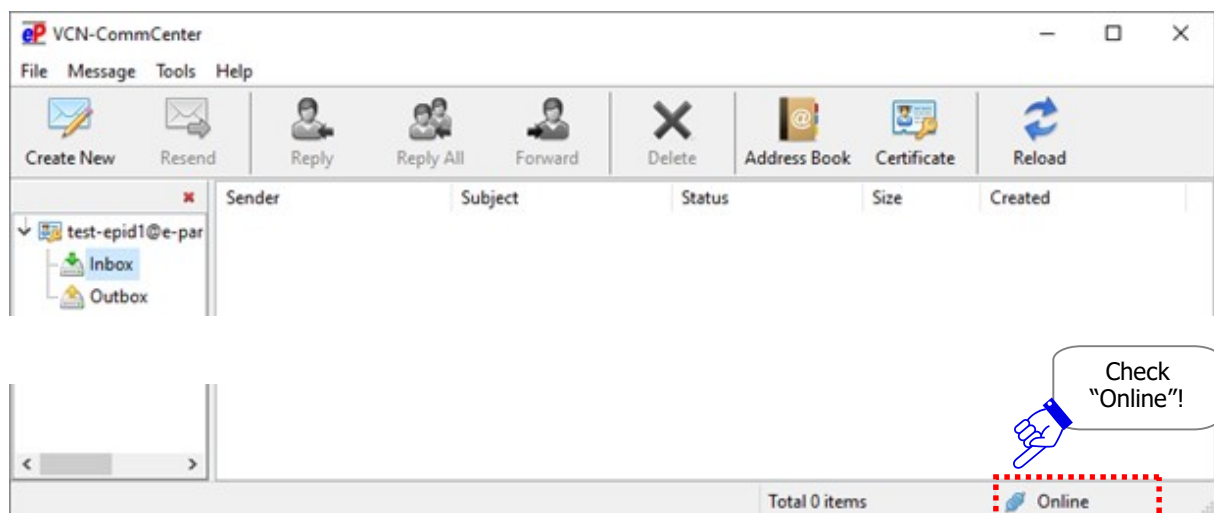 eP VCN-CommCenter
File Message Tools Help
Create New Resend Reply Reply All Forward Delete Address Book Certificate Reload
Sender Subject Status Size Created
test-epid1@e-par
Inbox
Outbox
Check
“Online”!
Total 0 items Online